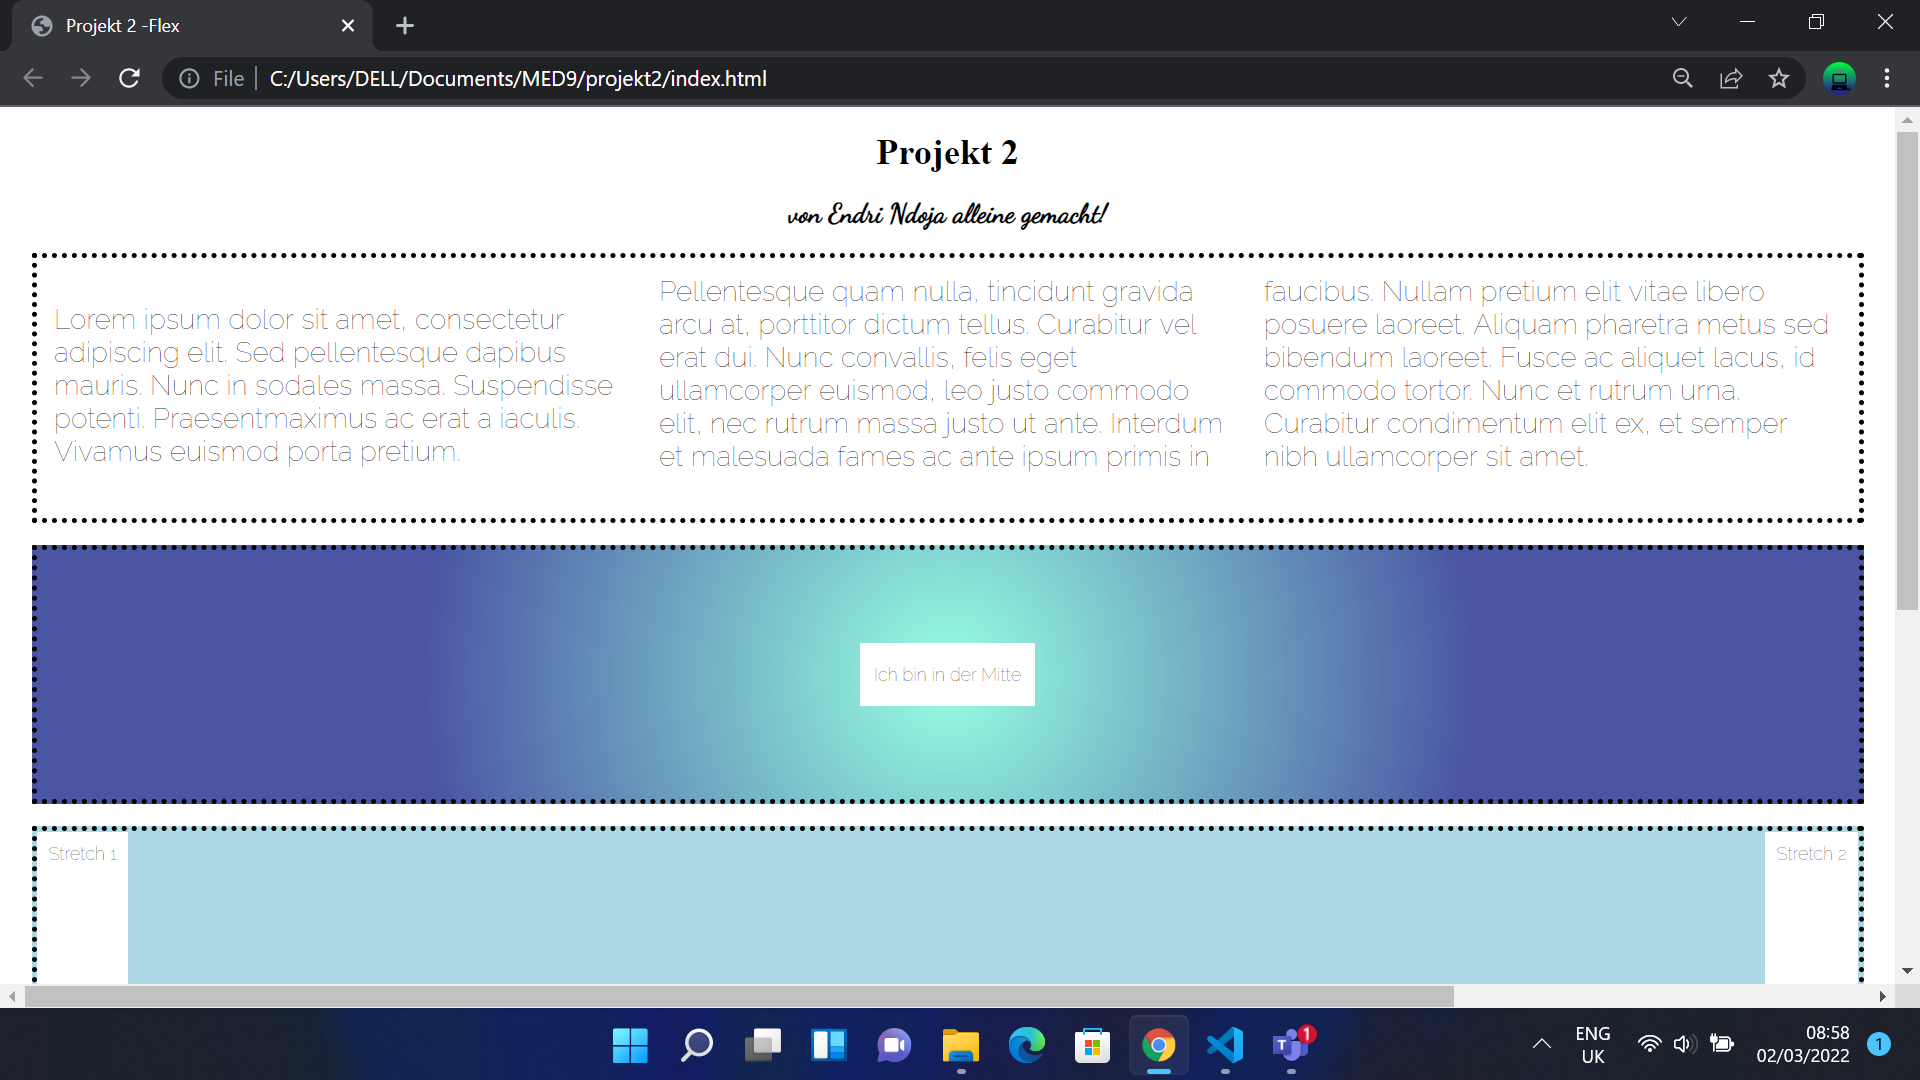 Projekt 2 -Flex
File
C:/Users/DELL/Documents/MED9/projekt2/index.html
Projekt 2
von Endri Ndoja alleine gemacht!
Lorem ipsum dolor sit amet, consectetur
adipiscing elit. Sed pellentesque dapibus
mauris. Nunc in sodales massa. Suspendisse
potenti. Praesentmaximus ac erat a iaculis.
Vivamus euismod porta pretium.
Pellentesque quam nulla, tincidunt gravida
arcu at, porttitor dictum tellus. Curabitur vel
erat dui. Nunc convallis, felis eget
ullamcorper euismod, leo justo commodo
elit, nec rutrum massa justo ut ante. Interdum
et malesuada fames ac ante ipsum primis in
faucibus. Nullam pretium elit vitae libero
posuere laoreet. Aliquam pharetra metus sed
bibendum laoreet. Fusce ac aliquet lacus, id
commodo tortor. Nunc et rutrum urna.
Curabitur condimentum elit ex, et semper
nibh ullamcorper sit amet.
Ich bin in der Mitte
Stretch 1
Stretch 2
T
1
ENG
UK
08:58
02/03/2022
1